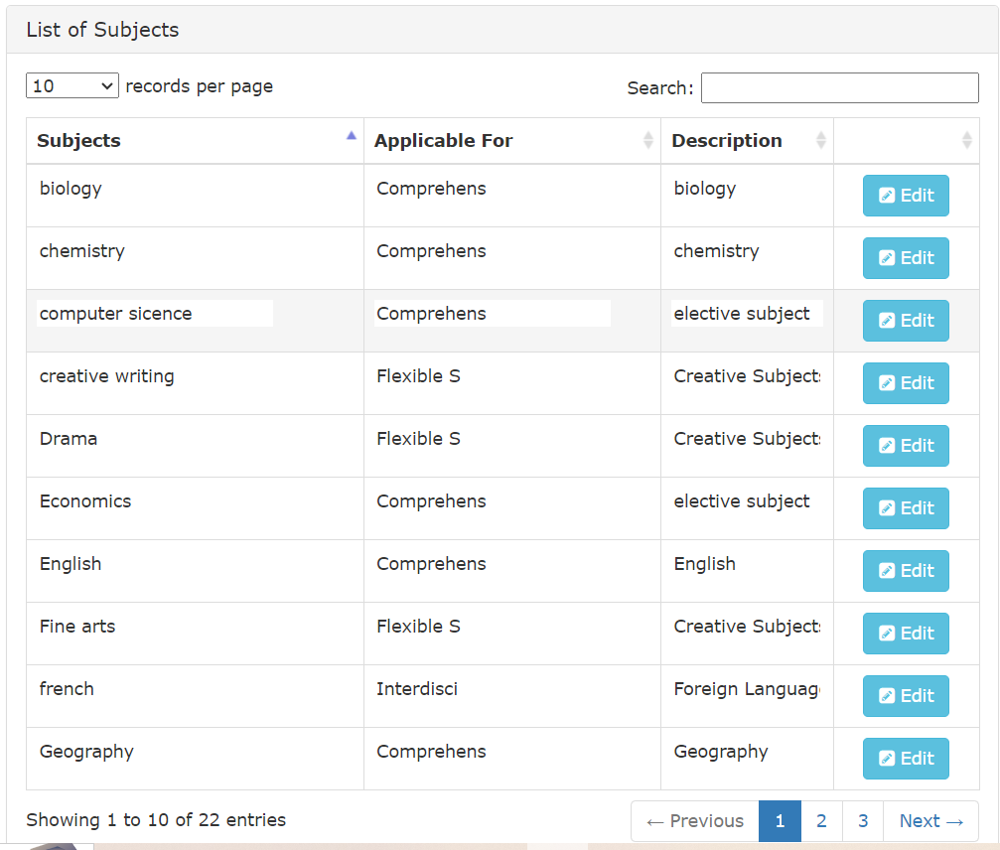 List of Subjects
10 records per page Search:
Subjects Applicable For Description
biology Comprehens biology Edit
chemistry Comprehens chemistry Edit
computer sicence Comprehens elective subject Edit
creative writing Flexible S Creative Subject Edit
Drama Flexible S Creative Subject Edit
Economics Comprehens elective subject Edit
English Comprehens English Edit
Fine arts Flexible S Creative Subject Edit
french Interdisci Foreign Languag Edit
Geography Comprehens Geography Edit
Showing 1 to 10 of 22 entries ← Previous 1 2 3 Next →